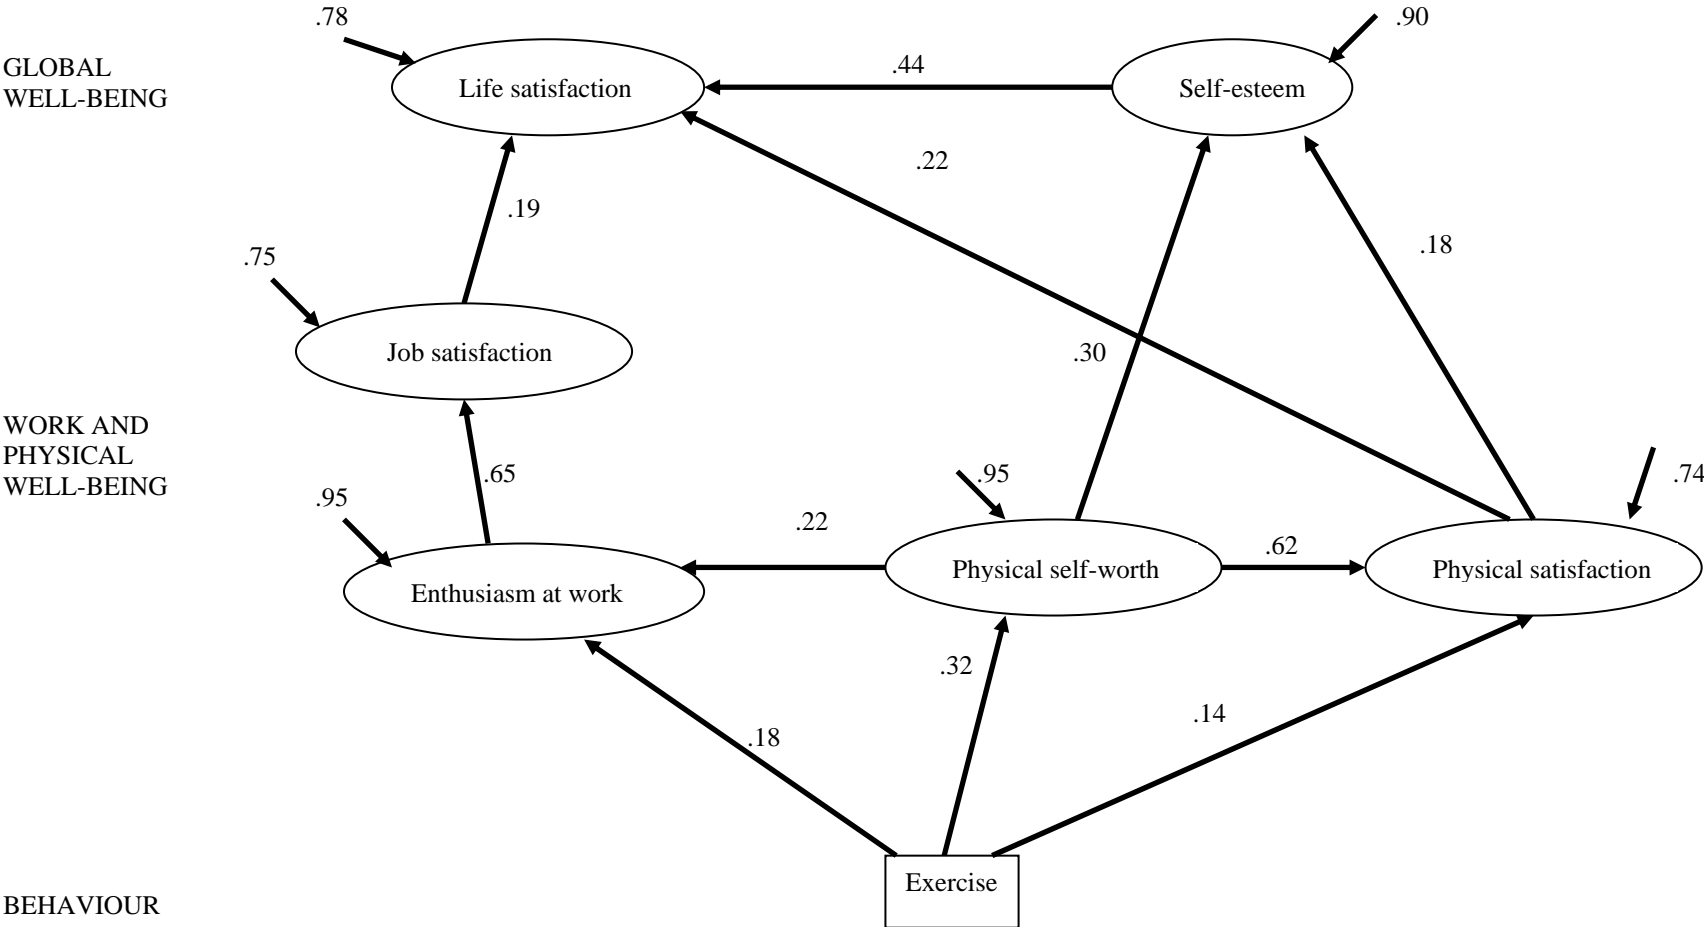 .78
.90
GLOBAL
WELL-BEING
.44
Life satisfaction
Self-esteem
.22
.19
.18
.75
Job satisfaction
.30
WORK AND
PHYSICAL
WELL-BEING
.65
.95
.95
.74
.22
.62
Physical self-worth
Physical satisfaction
Enthusiasm at work
.32
.14
.18
Exercise
BEHAVIOUR